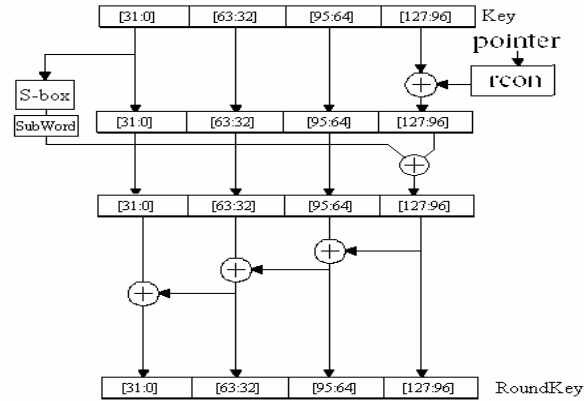 [31:0] [63:32] [95:64] [127:96] Key
pointer
rcon
S-box
SubWord
[31:0] [63:32] [95:64] [127:96]
[31:0] [63:32] [95:64] [127:96]
[31:0] [63:32] [95:64] [127:96] RoundKey